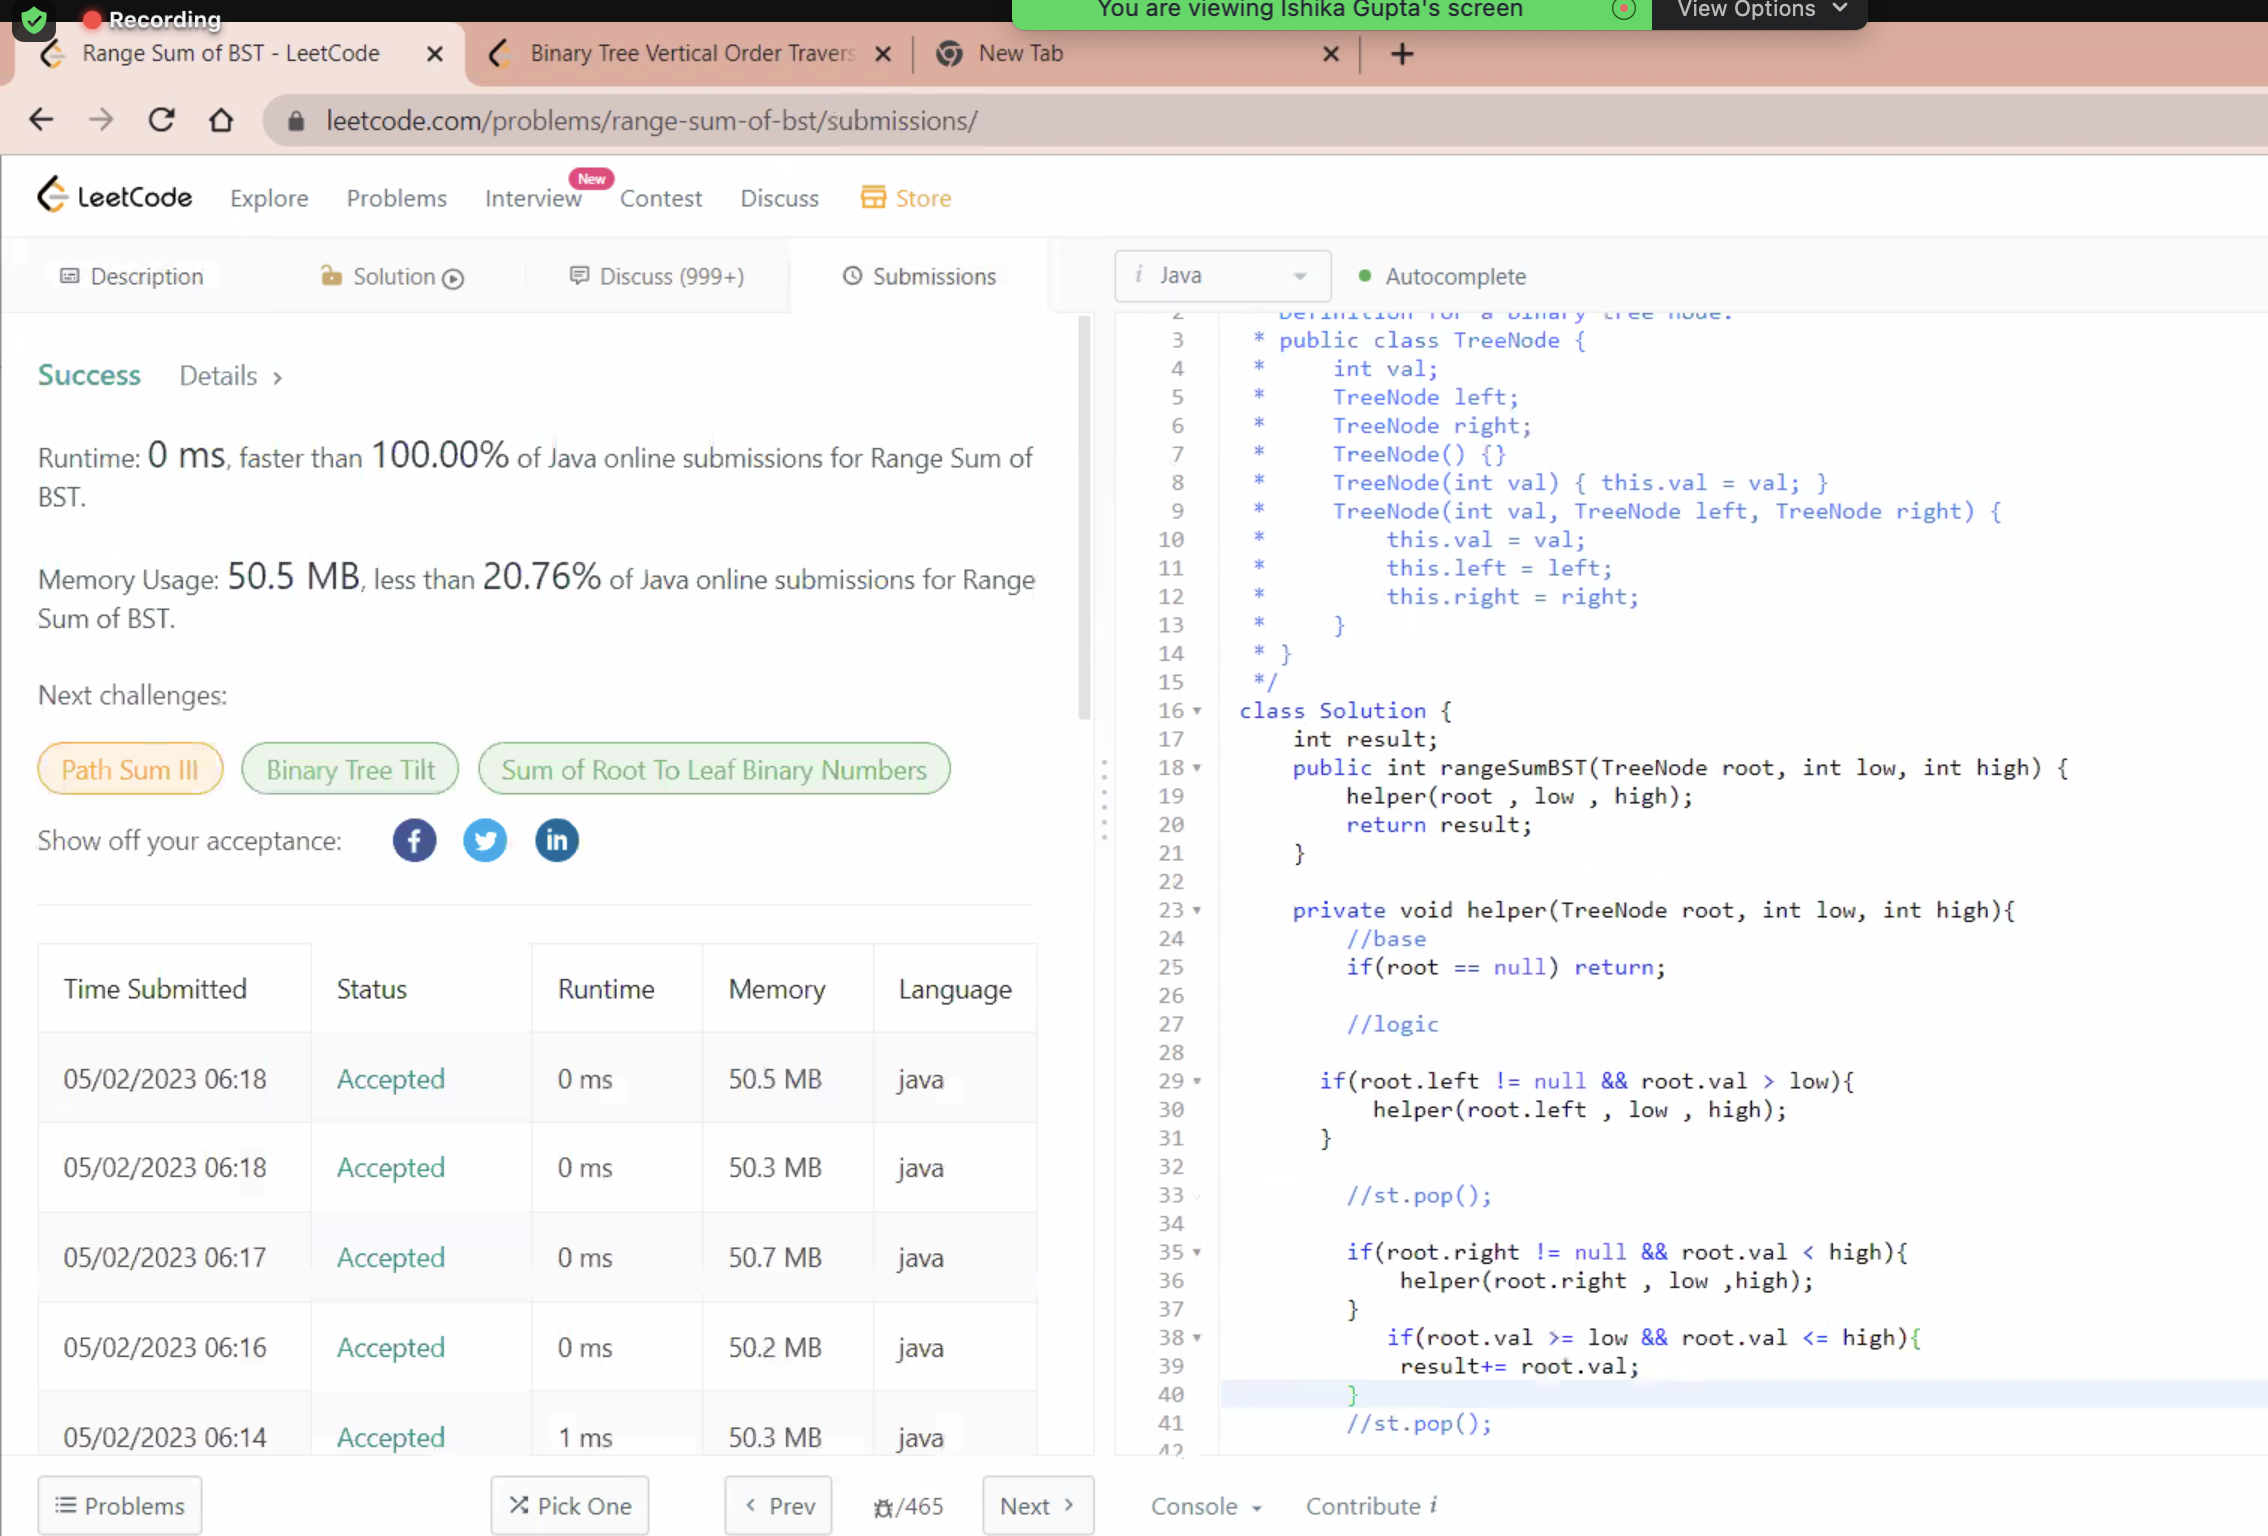 Recording
You are viewing Ishika Gupta's screen
View Options
Range Sum of BST - LeetCode
Binary Tree Vertical Order Travers
New Tab
leetcode.com/problems/range-sum-of-bst/submissions/
LeetCode
Explore
Problems
Interview
New
Contest
Discuss
Store
Description
Solution
Discuss (999+)
Submissions
i Java
Autocomplete
Success
Details
Runtime: 0 ms, faster than 100.00% of Java online submissions for Range Sum of
BST.
Memory Usage: 50.5 MB, less than 20.76% of Java online submissions for Range
Sum of BST.
Next challenges:
Path Sum III
Binary Tree Tilt
Sum of Root To Leaf Binary Numbers
Show off your acceptance:
Time Submitted Status Runtime Memory Language
05/02/2023 06:18 Accepted 0 ms 50.5 MB java
05/02/2023 06:18 Accepted 0 ms 50.3 MB java
05/02/2023 06:17 Accepted 0 ms 50.7 MB java
05/02/2023 06:16 Accepted 0 ms 50.2 MB java
05/02/2023 06:14 Accepted 1 ms 50.3 MB java
2 Definition for a binary tree node.
3 * public class TreeNode {
4 * int val;
5 * TreeNode left;
6 * TreeNode right;
7 * TreeNode() {}
8 * TreeNode(int val) { this.val = val; }
9 * TreeNode(int val, TreeNode left, TreeNode right) {
10 * this.val = val;
11 * this.left = left;
12 * this.right = right;
13 * }
14 * }
15 */
16 class Solution {
17 int result;
18 public int rangeSumBST(TreeNode root, int low, int high) {
19 helper(root , low , high);
20 return result;
21 }
22
23 private void helper(TreeNode root, int low, int high){
24 //base
25 if(root == null) return;
26
27 //logic
28
29 if(root.left != null && root.val > low){
30 helper(root.left , low , high);
31 }
32
33 //st.pop();
34
35 if(root.right != null && root.val < high){
36 helper(root.right , low ,high);
37 }
38 if(root.val >= low && root.val <= high){
39 result+= root.val;
40 }
41 //st.pop();
42
Problems
Pick One
Prev
/465
Next
Console
Contribute i